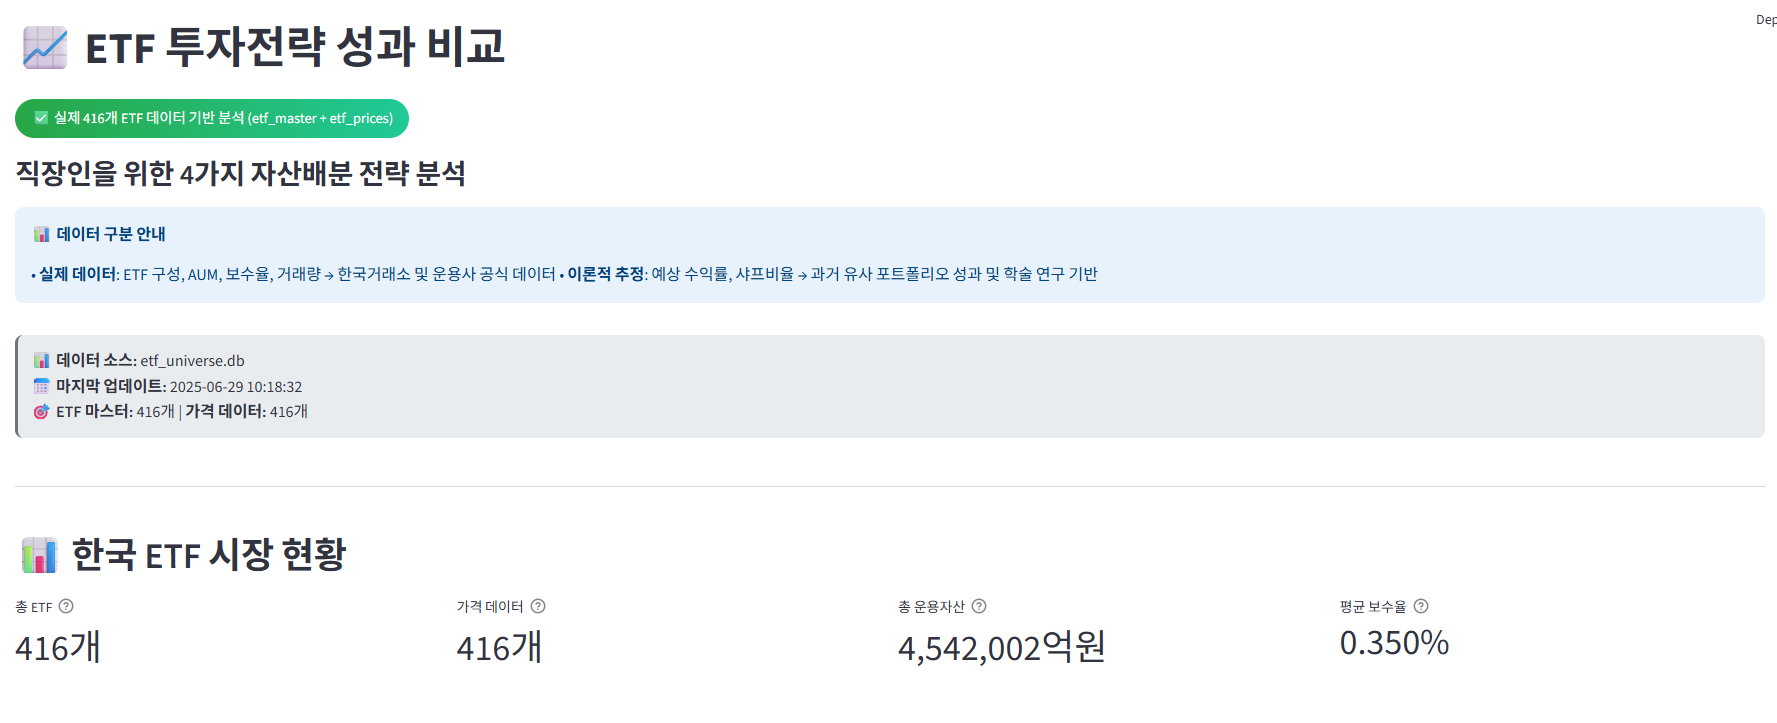 Dep
ETF 투자전략 성과 비교
실제 416개 ETF 데이터 기반 분석 (etf_master + etf_prices)
직장인을 위한 4가지 자산배분 전략 분석
데이터 구분 안내
• 실제 데이터: ETF 구성, AUM, 보수율, 거래량 → 한국거래소 및 운용사 공식 데이터 • 이론적 추정: 예상 수익률, 샤프비율 → 과거 유사 포트폴리오 성과 및 학술 연구 기반
데이터 소스: etf_universe.db
마지막 업데이트: 2025-06-29 10:18:32
ETF 마스터: 416개 | 가격 데이터: 416개
한국 ETF 시장 현황
총 ETF
416개
가격 데이터
416개
총 운용자산
4,542,002억원
평균 보수율
0.350%